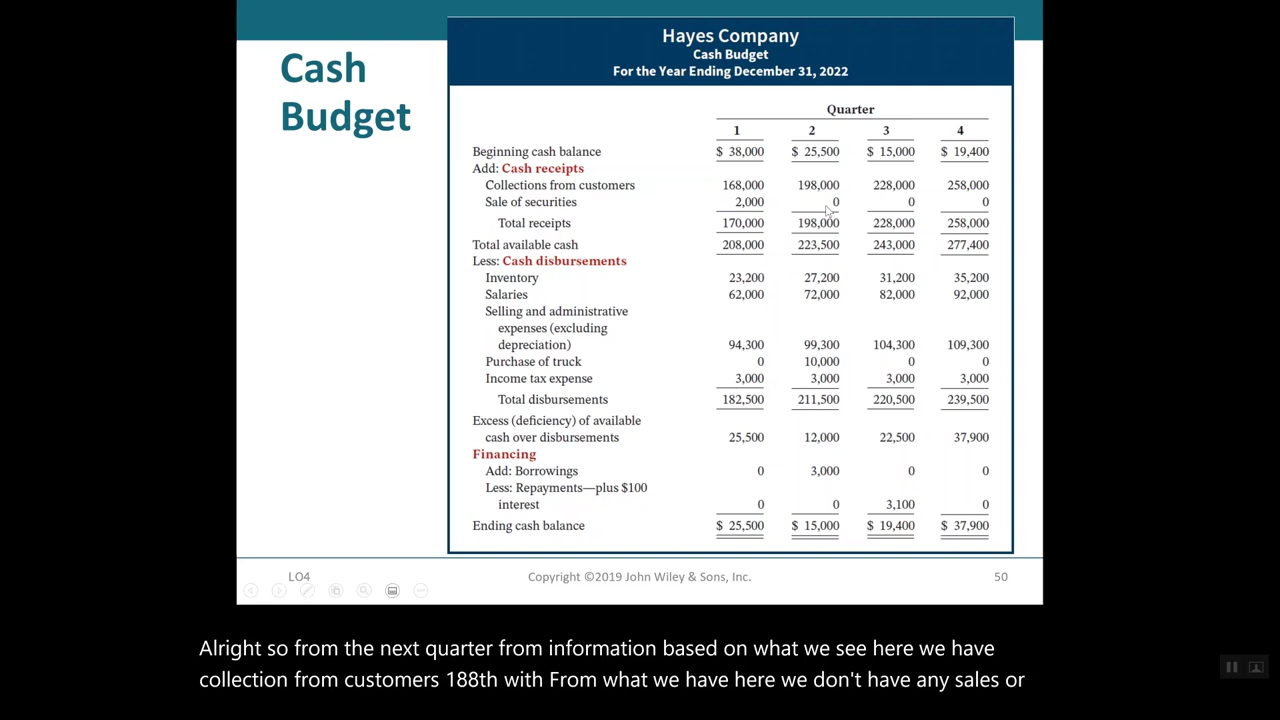 Cash
Budget
Hayes Company
Cash Budget
For the Year Ending December 31, 2022
Quarter
1 2 3 4
Beginning cash balance $ 38,000 $ 25,500 $ 15,000 $ 19,400
Add: Cash receipts
Collections from customers 168,000 198,000 228,000 258,000
Sale of securities 2,000 0 0 0
Total receipts 170,000 198,000 228,000 258,000
Total available cash 208,000 223,500 243,000 277,400
Less: Cash disbursements
Inventory 23,200 27,200 31,200 35,200
Salaries 62,000 72,000 82,000 92,000
Selling and administrative
expenses (excluding
depreciation) 94,300 99,300 104,300 109,300
Purchase of truck 0 10,000 0 0
Income tax expense 3,000 3,000 3,000 3,000
Total disbursements 182,500 211,500 220,500 239,500
Excess (deficiency) of available
cash over disbursements 25,500 12,000 22,500 37,900
Financing
Add: Borrowings 0 3,000 0 0
Less: Repayments—plus $100
interest 0 0 3,100 0
Ending cash balance $ 25,500 $ 15,000 $ 19,400 $ 37,900
LO4 Copyright ©2019 John Wiley & Sons, Inc. 50
Alright so from the next quarter from information based on what we see here we have
collection from customers 188th with From what we have here we don't have any sales or